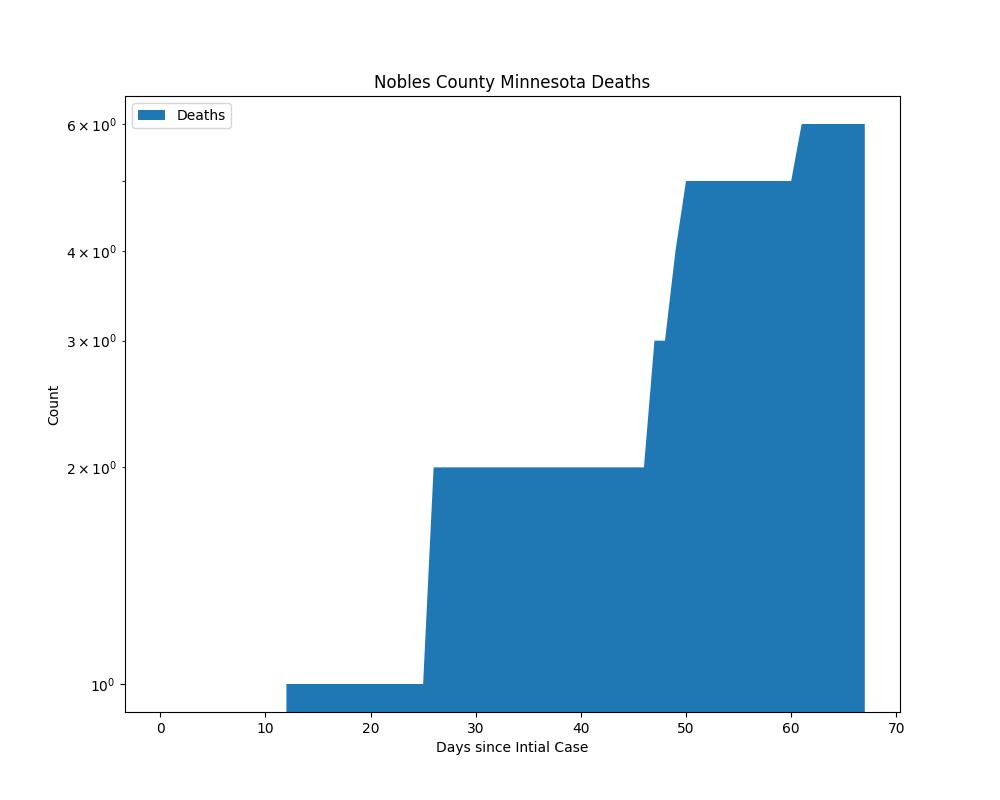 Nobles County Minnesota Deaths
Deaths
6 × 10⁰
4 × 10⁰
3 × 10⁰
2 × 10⁰
10⁰
Count
0 10 20 30 40 50 60 70
Days since Intial Case